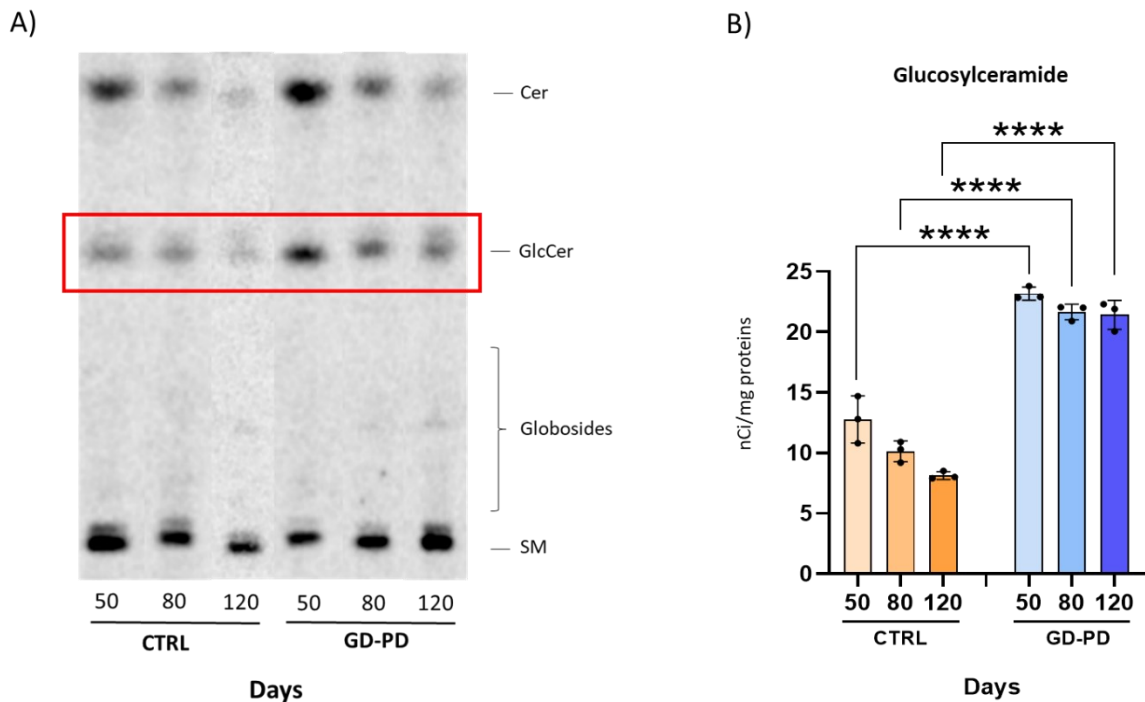 A)
Cer
GlcCer
Globosides
SM
50 80 120 50 80 120
CTRL GD-PD
Days
B)
Glucosylceramide
****
****
****
nCi/mg proteins
25
20
15
10
5
0
50 80 120 50 80 120
CTRL GD-PD
Days